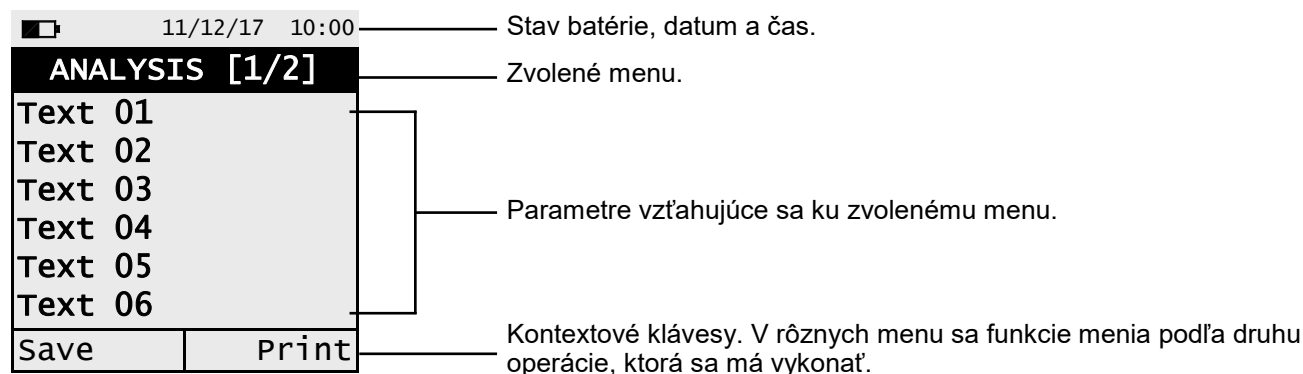 11/12/17 10:00
Stav batérie, datum a čas.
ANALYSIS [1/2]
Zvolené menu.
Text 01
Text 02
Text 03
Text 04
Text 05
Text 06
Parametre vzťahujúce sa ku zvolenému menu.
Save Print
Kontextové klávesy. V rôznych menu sa funkcie menia podľa druhu
operácie, ktorá sa má vykonať.